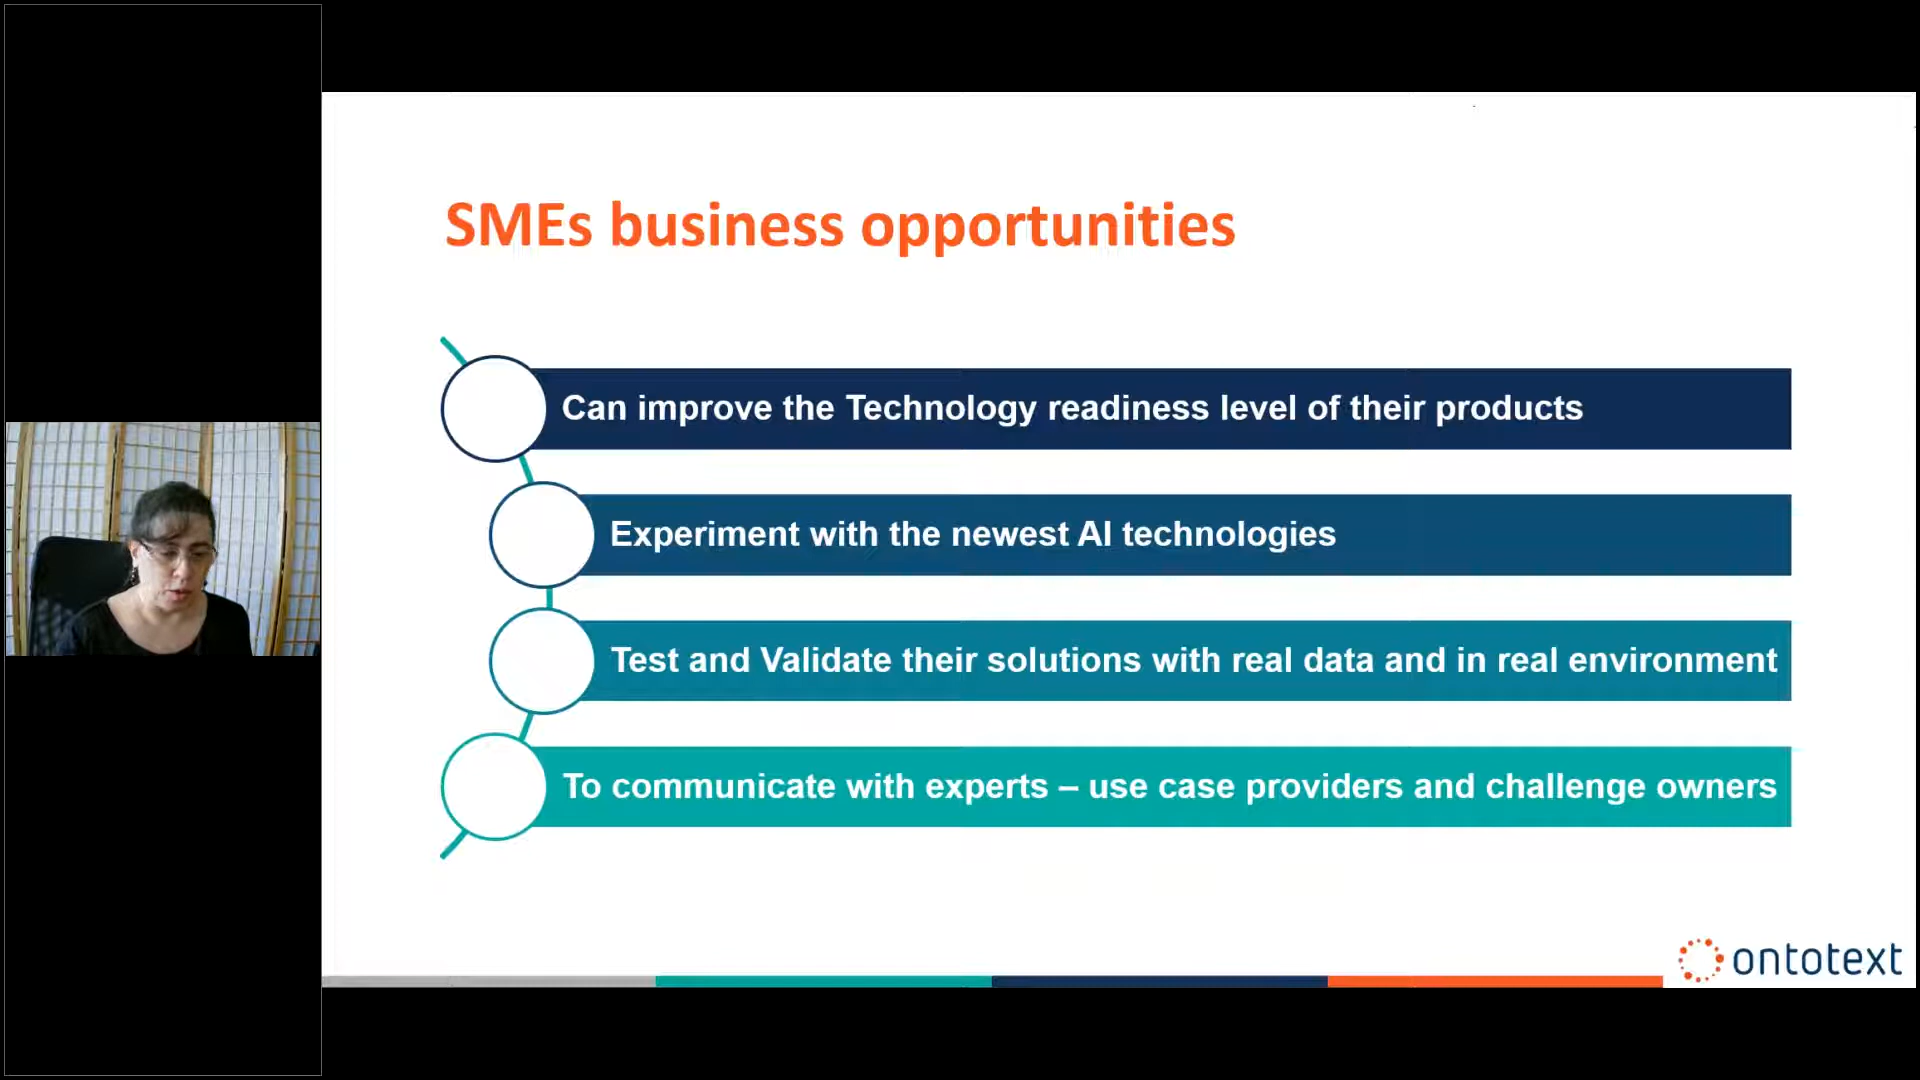 SMEs business opportunities
Can improve the Technology readiness level of their products
Experiment with the newest AI technologies
Test and Validate their solutions with real data and in real environment
To communicate with experts – use case providers and challenge owners
ontotext